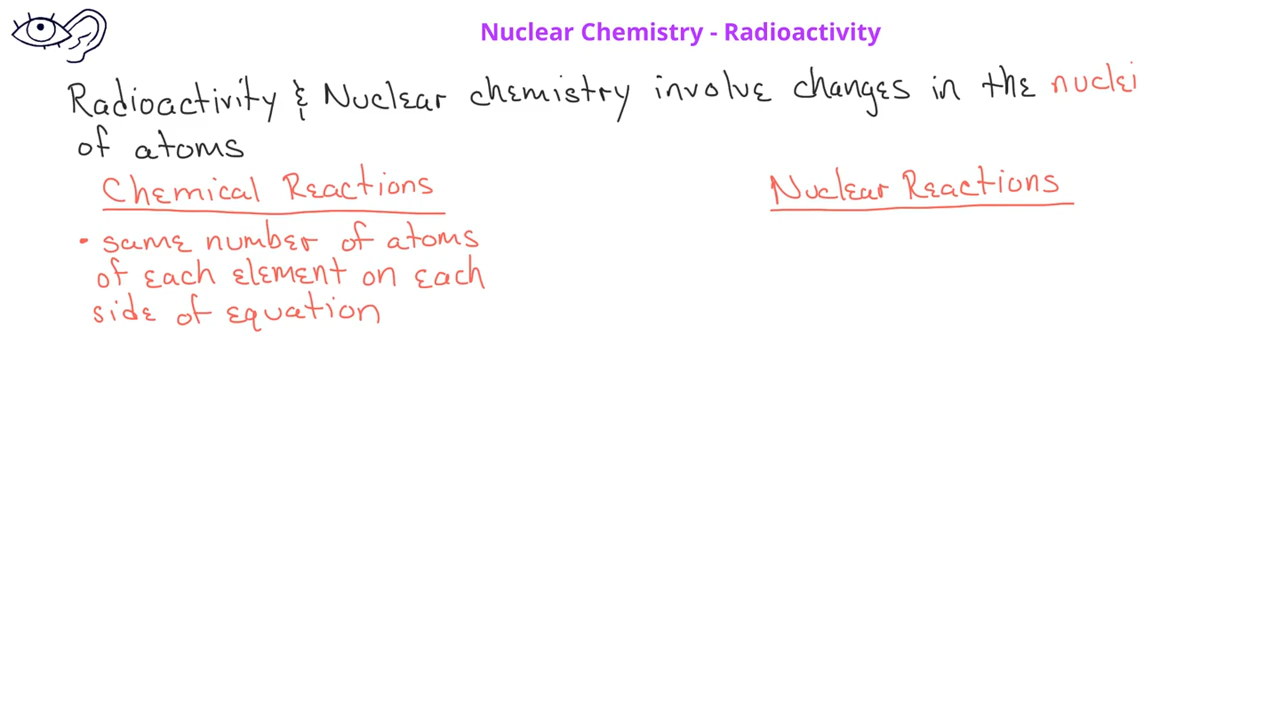 Nuclear Chemistry - Radioactivity
Radioactivity & Nuclear chemistry involve changes in the nuclei
of atoms
Chemical Reactions
Nuclear Reactions
• same number of atoms
of each element on each
side of equation